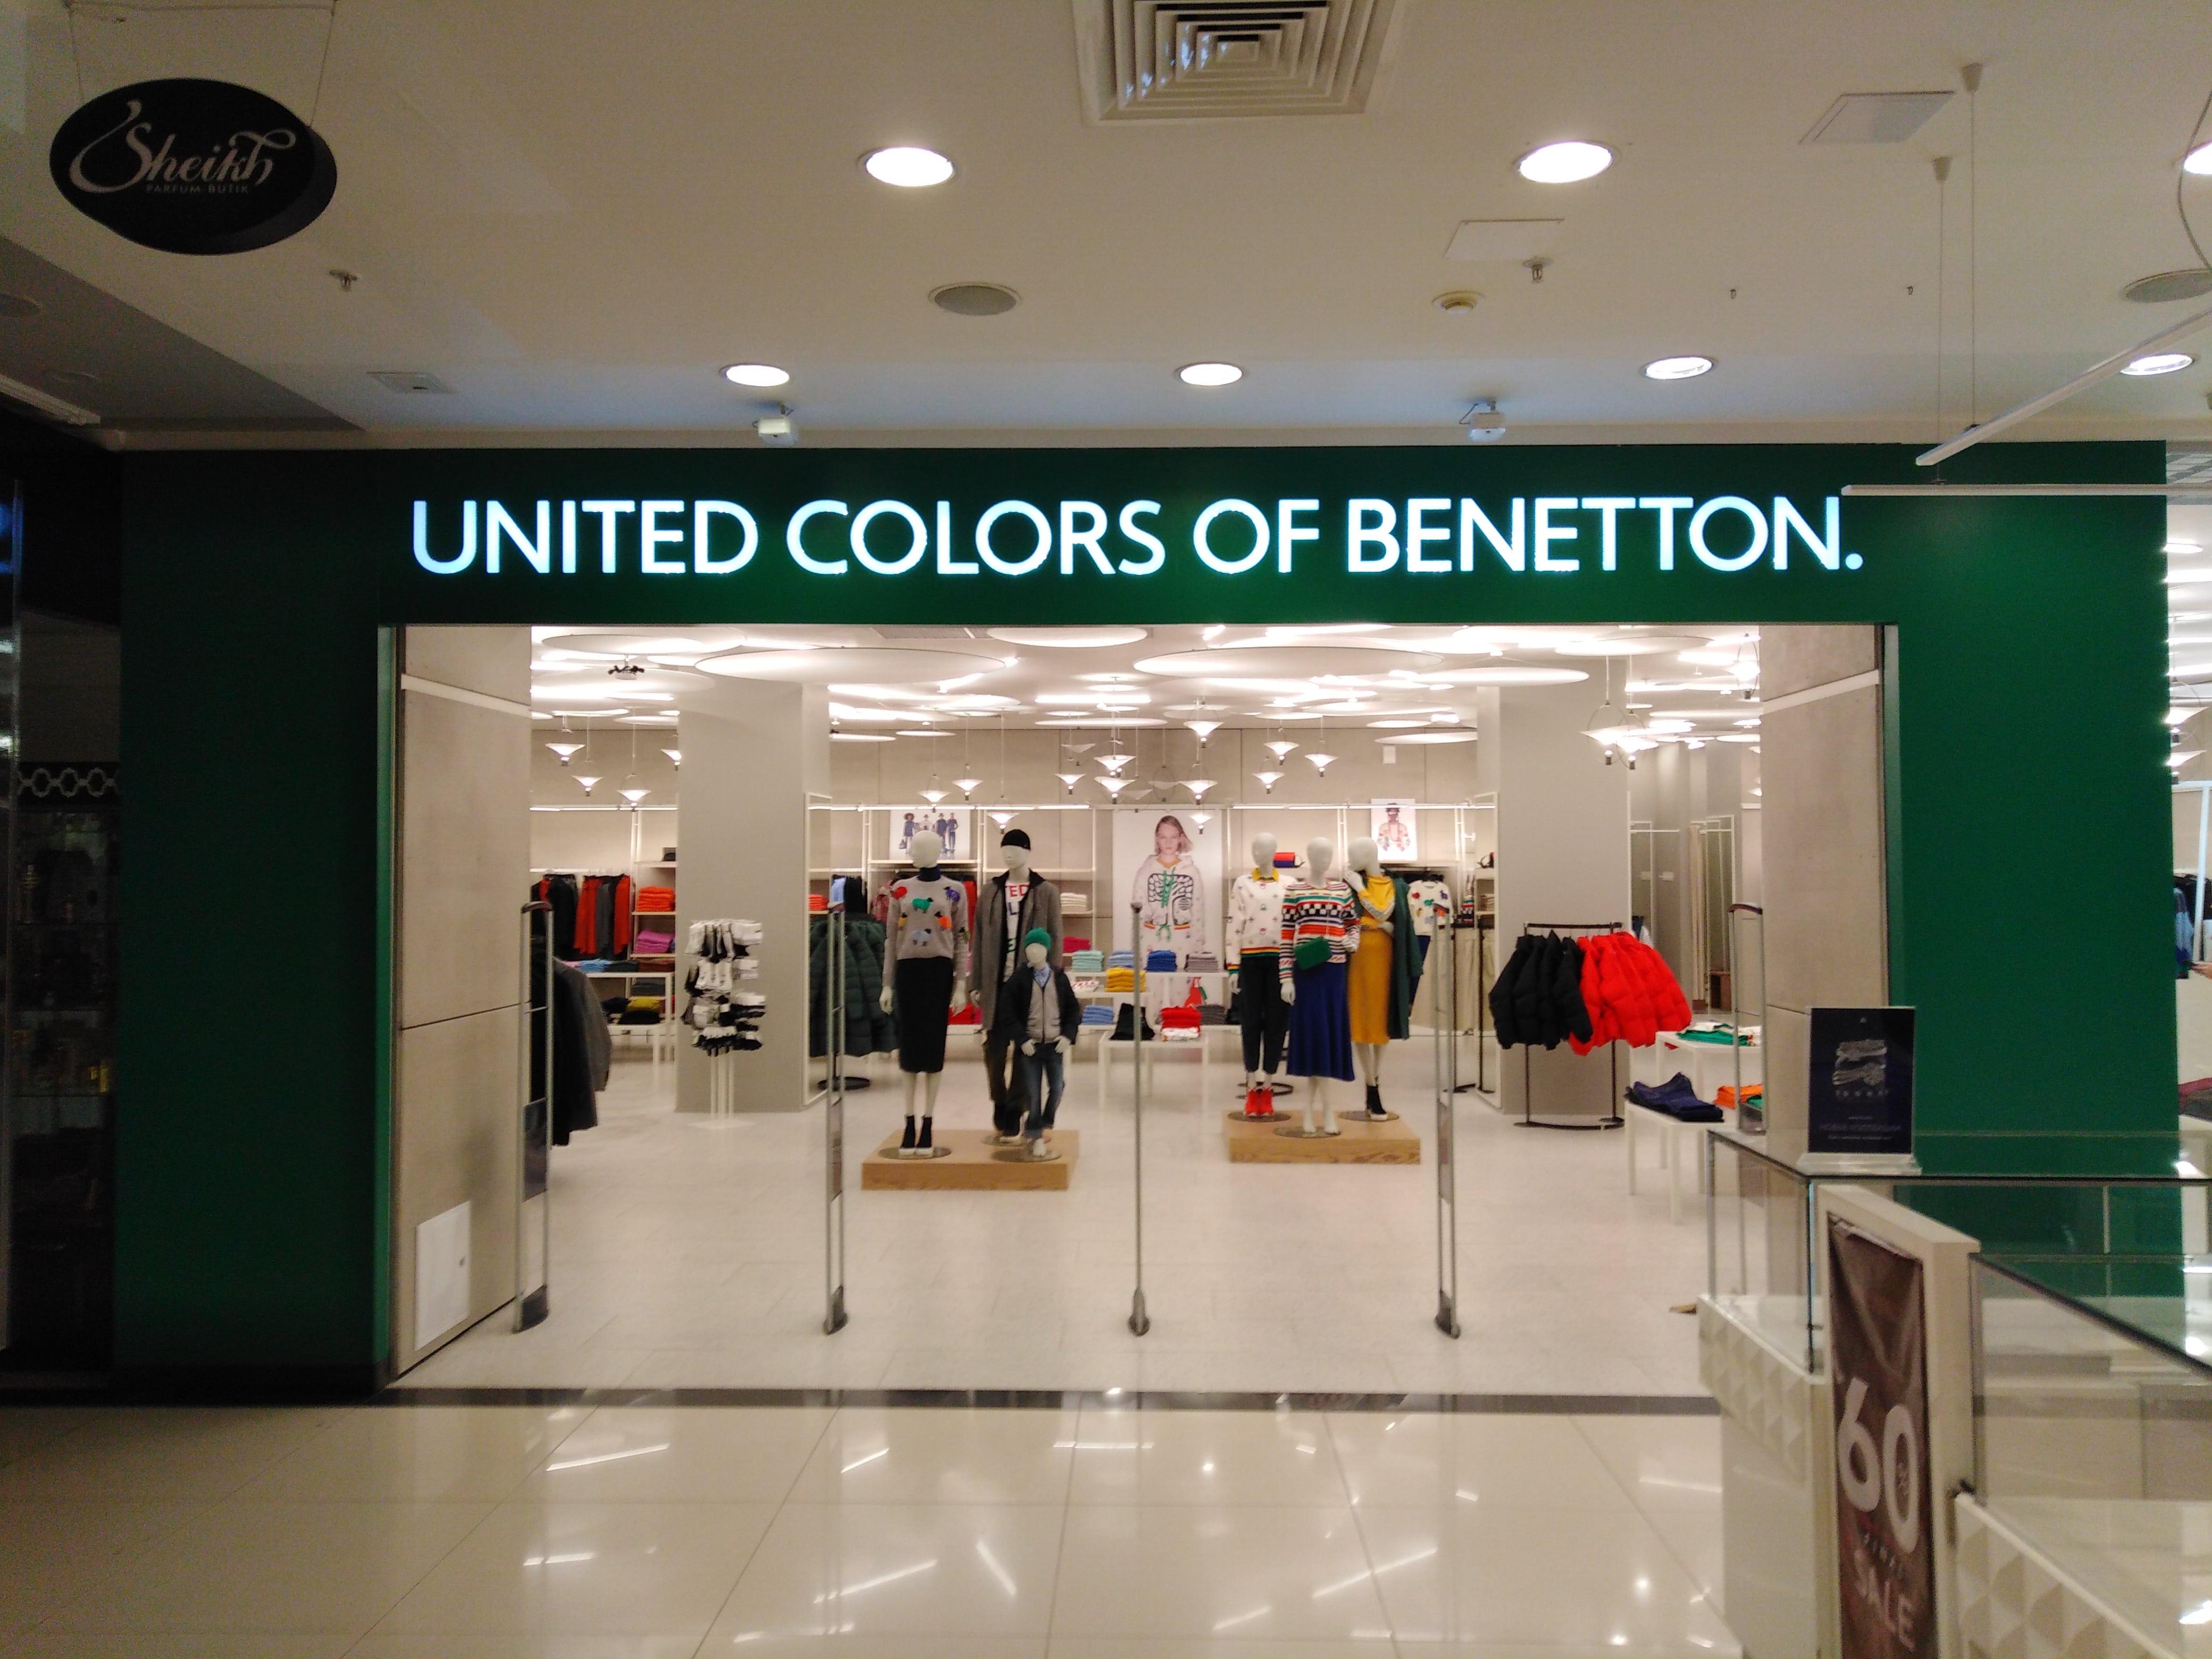 Sheikh
PARFUM-BUTIK
UNITED COLORS OF BENETTON.
60
SALE